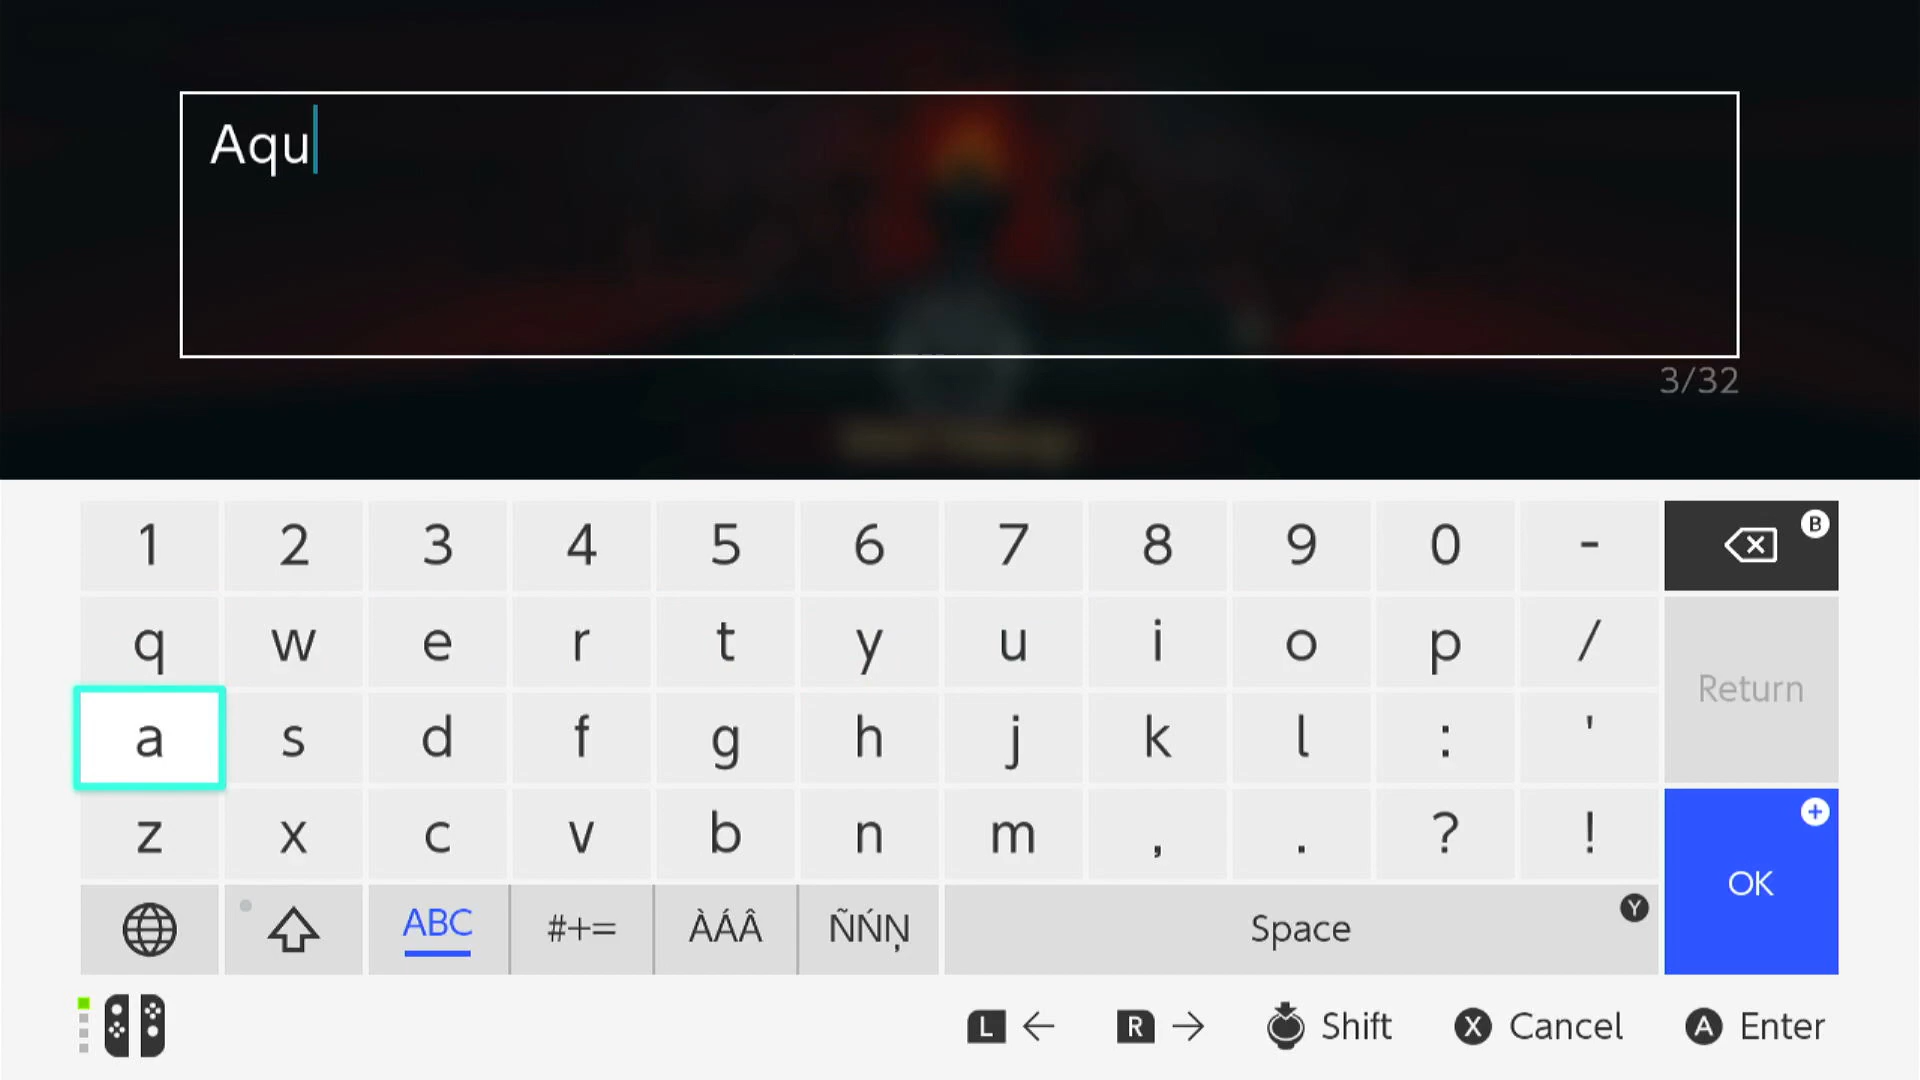 Aqu
3/32
1 2 3 4 5 6 7 8 9 0 - B
q w e r t y u i o p /
Return
a s d f g h j k l : '
z x c v b n m , . ? ! +
OK
ABC #+= ÀÁÂ ÑŃŅ Space Y
L ← R → Shift X Cancel A Enter